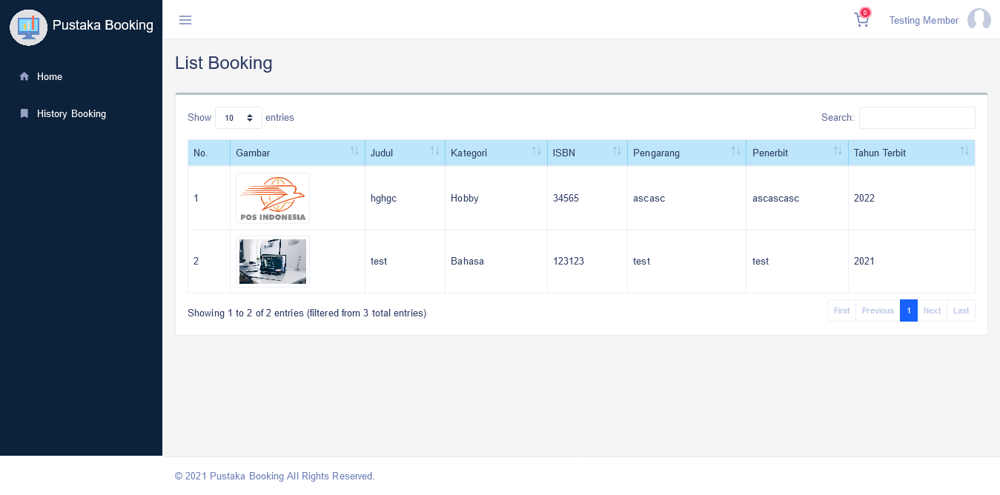 Pustaka Booking
0
Testing Member
Home
History Booking
List Booking
Show 10 entries
Search:
No. Gambar Judul Kategori ISBN Pengarang Penerbit Tahun Terbit
1 POS INDONESIA hghgc Hobby 34565 ascasc ascascasc 2022
2 test Bahasa 123123 test test 2021
Showing 1 to 2 of 2 entries (filtered from 3 total entries)
First Previous 1 Next Last
© 2021 Pustaka Booking All Rights Reserved.